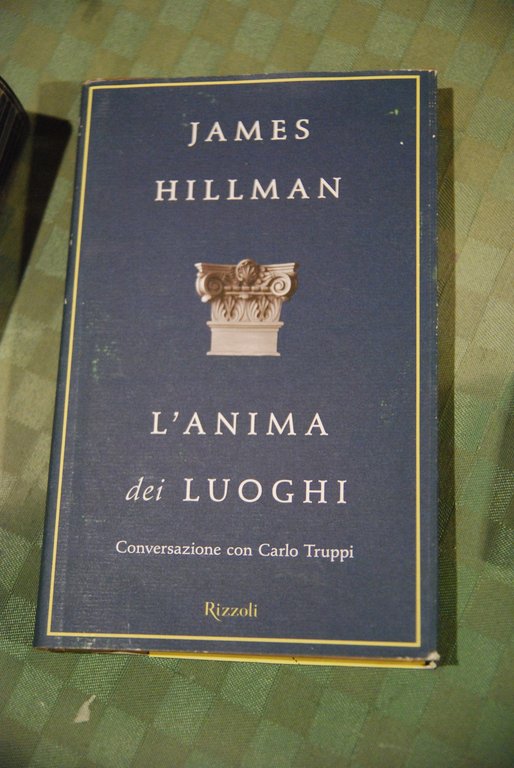 JAMES
HILLMAN
L'ANIMA
dei LUOGHI
Conversazione con Carlo Truppi
Rizzoli